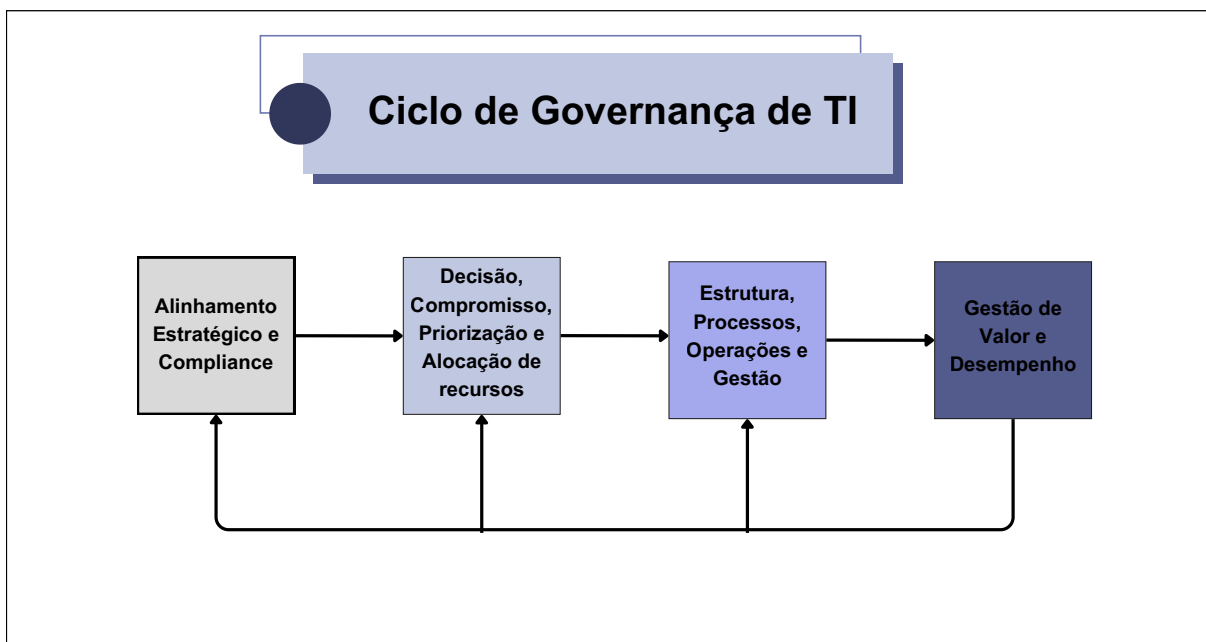 Ciclo de Governança de TI
Alinhamento
Estratégico e
Compliance
Decisão,
Compromisso,
Priorização e
Alocação de
recursos
Estrutura,
Processos,
Operações e
Gestão
Gestão de
Valor e
Desempenho